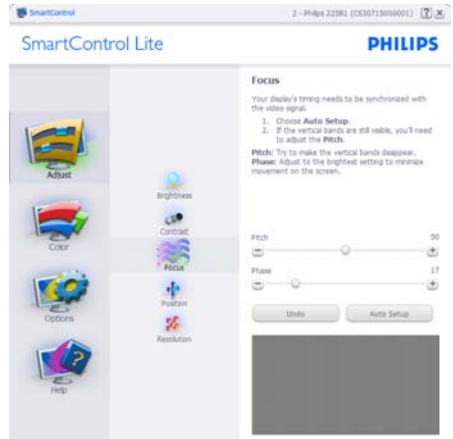 SmartControl
2 - Philips 225B1 (CS30715000001)
SmartControl Lite
PHILIPS
Adjust
Color
Options
Help
Brightness
Contrast
Focus
Position
Resolution
Focus
Your display's timing needs to be synchronized with
the video signal.
1. Choose Auto Setup.
2. If the vertical bands are still visible, you'll need
to adjust the Pitch.
Pitch: Try to make the vertical bands disappear.
Phase: Adjust to the brightest setting to minimize
movement on the screen.
Pitch 50
Phase 17
Undo
Auto Setup